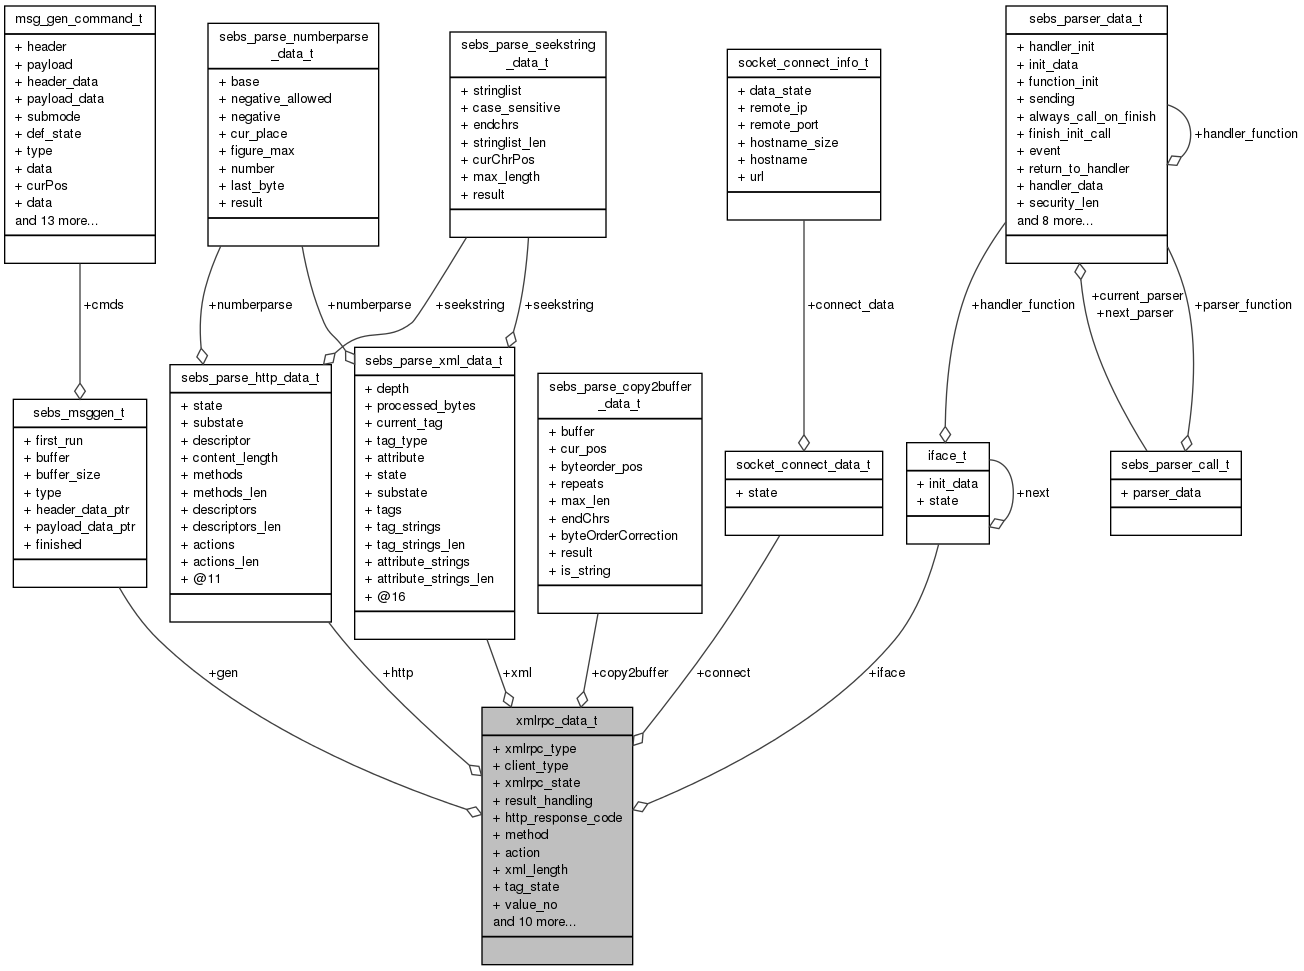 msg_gen_command_t
+ header
+ payload
+ header_data
+ payload_data
+ submode
+ def_state
+ type
+ data
+ curPos
+ data
and 13 more...
sebs_parse_numberparse
_data_t
+ base
+ negative_allowed
+ negative
+ cur_place
+ figure_max
+ number
+ last_byte
+ result
sebs_parse_seekstring
_data_t
+ stringlist
+ case_sensitive
+ endchrs
+ stringlist_len
+ curChrPos
+ max_length
+ result
socket_connect_info_t
+ data_state
+ remote_ip
+ remote_port
+ hostname_size
+ hostname
+ url
sebs_parser_data_t
+ handler_init
+ init_data
+ function_init
+ sending
+ always_call_on_finish
+ finish_init_call
+ event
+ return_to_handler
+ handler_data
+ security_len
and 8 more...
+handler_function
+cmds
+numberparse
+numberparse
+seekstring
+seekstring
+connect_data
+handler_function
+current_parser
+next_parser
+parser_function
sebs_msggen_t
+ first_run
+ buffer
+ buffer_size
+ type
+ header_data_ptr
+ payload_data_ptr
+ finished
sebs_parse_http_data_t
+ state
+ substate
+ descriptor
+ content_length
+ methods
+ methods_len
+ descriptors
+ descriptors_len
+ actions
+ actions_len
+ @11
sebs_parse_xml_data_t
+ depth
+ processed_bytes
+ current_tag
+ tag_type
+ attribute
+ state
+ substate
+ tags
+ tag_strings
+ tag_strings_len
+ attribute_strings
+ attribute_strings_len
+ @16
sebs_parse_copy2buffer
_data_t
+ buffer
+ cur_pos
+ byteorder_pos
+ repeats
+ max_len
+ endChrs
+ byteOrderCorrection
+ result
+ is_string
socket_connect_data_t
+ state
iface_t
+ init_data
+ state
+next
sebs_parser_call_t
+ parser_data
+gen
+http
+xml
+copy2buffer
+connect
+iface
xmlrpc_data_t
+ xmlrpc_type
+ client_type
+ xmlrpc_state
+ result_handling
+ http_response_code
+ method
+ action
+ xml_length
+ tag_state
+ value_no
and 10 more...